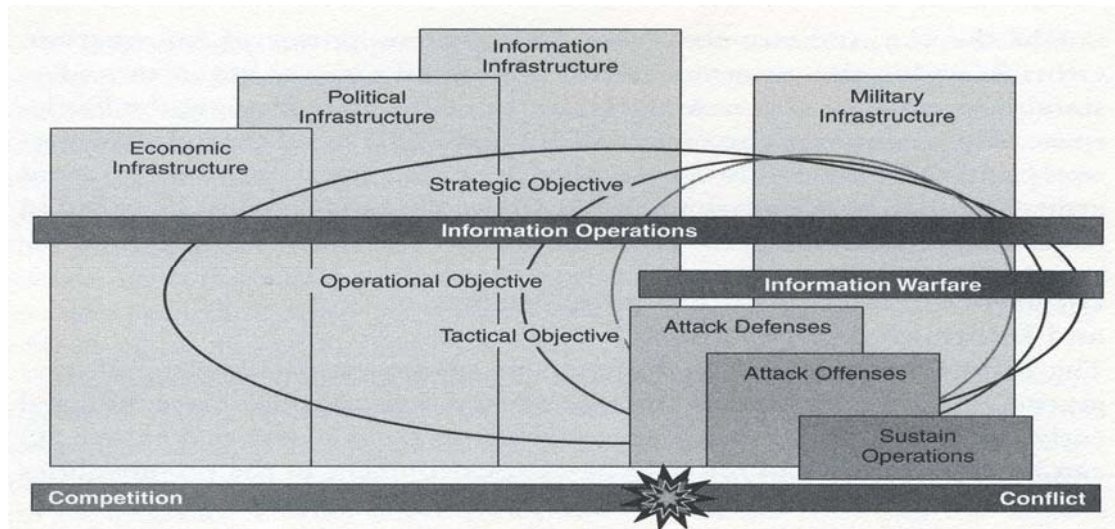 Information
Infrastructure
Political
Infrastructure
Military
Infrastructure
Economic
Infrastructure
Strategic Objective
Information Operations
Operational Objective
Information Warfare
Tactical Objective
Attack Defenses
Attack Offenses
Sustain
Operations
Competition
Conflict